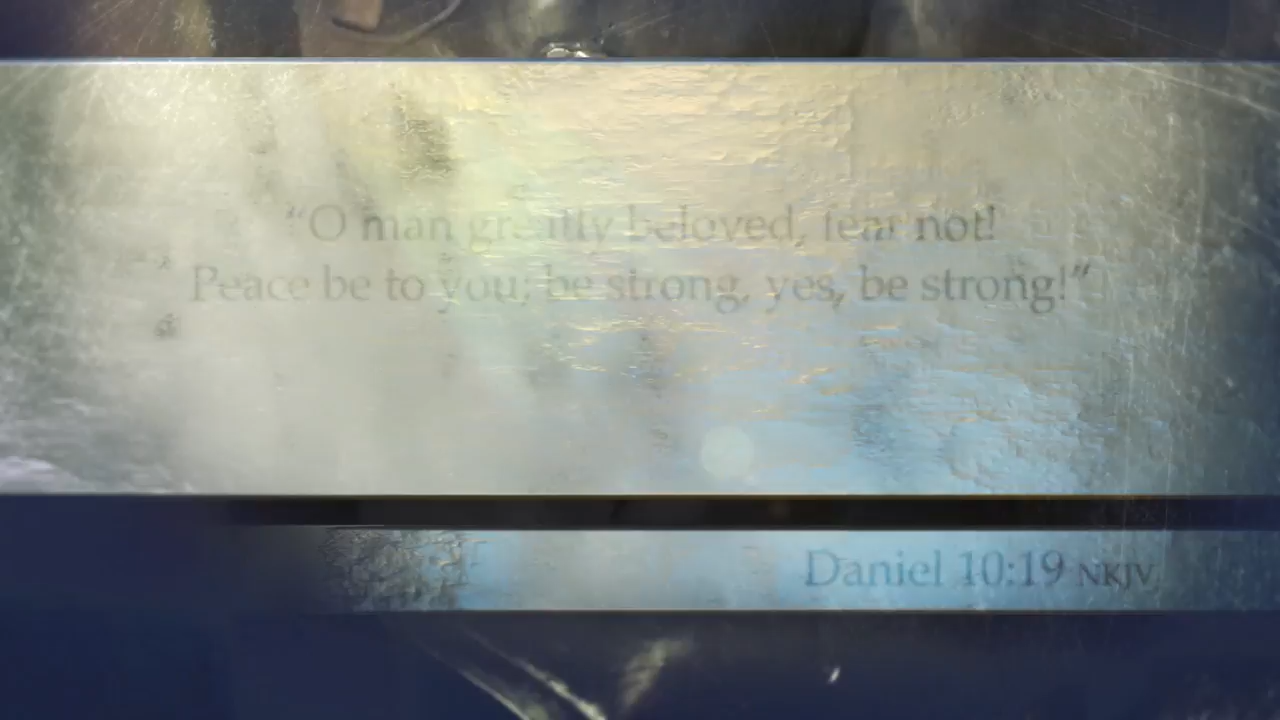 “O man greatly beloved, fear not!
Peace be to you; be strong, yes, be strong!”
Daniel 10:19 NKJV